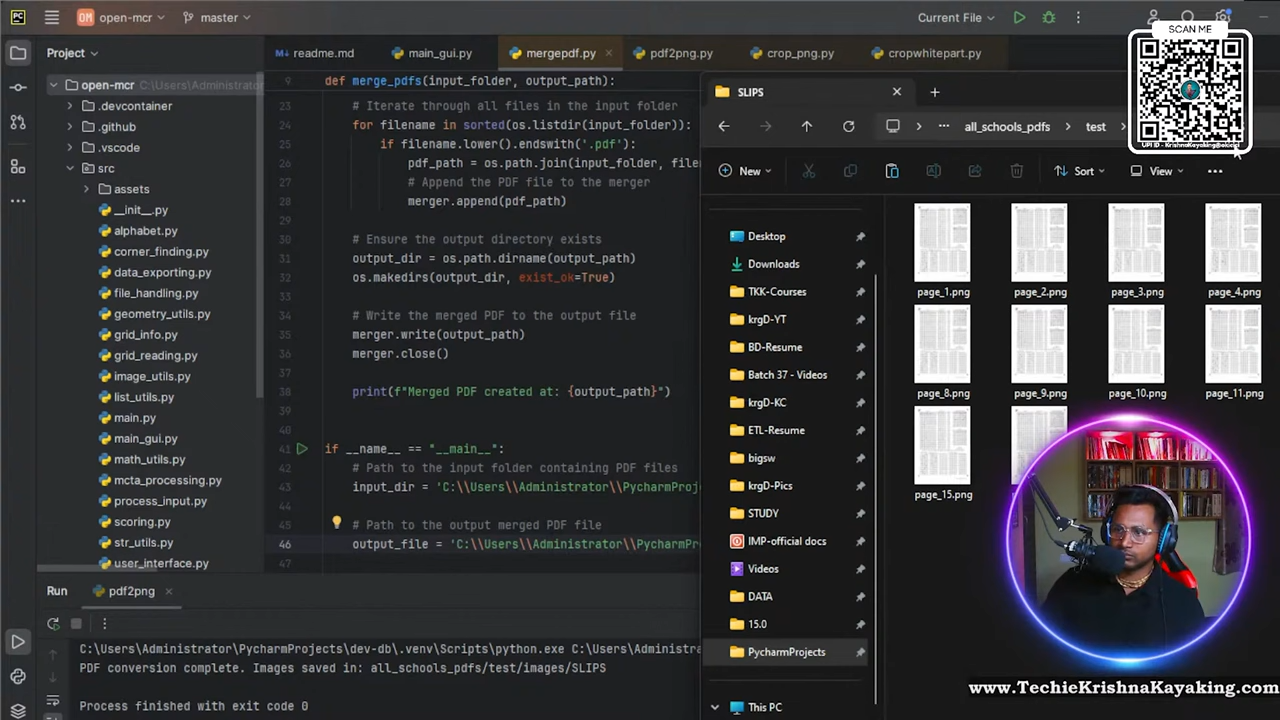 PC
OM open-mcr
master
Current File
SCAN ME
UPI ID - KrishnaKayaking@
Project
readme.md
main_gui.py
mergepdf.py
pdf2png.py
crop_png.py
cropwhitepart.py
open-mcr C:\Users\Administrator
.devcontainer
.github
.vscode
src
assets
__init__.py
alphabet.py
corner_finding.py
data_exporting.py
file_handling.py
geometry_utils.py
grid_info.py
grid_reading.py
image_utils.py
list_utils.py
main.py
main_gui.py
math_utils.py
mcta_processing.py
process_input.py
scoring.py
str_utils.py
user_interface.py
9 def merge_pdfs(input_folder, output_path):
23 # Iterate through all files in the input folder
24 for filename in sorted(os.listdir(input_folder)):
25 if filename.lower().endswith('.pdf'):
26 pdf_path = os.path.join(input_folder, filen
27 # Append the PDF file to the merger
28 merger.append(pdf_path)
29
30 # Ensure the output directory exists
31 output_dir = os.path.dirname(output_path)
32 os.makedirs(output_dir, exist_ok=True)
33
34 # Write the merged PDF to the output file
35 merger.write(output_path)
36 merger.close()
37
38 print(f"Merged PDF created at: {output_path}")
39
40
41 if __name__ == "__main__":
42 # Path to the input folder containing PDF files
43 input_dir = 'C:\\Users\\Administrator\\PycharmProj
44
45 # Path to the output merged PDF file
46 output_file = 'C:\\Users\\Administrator\\PycharmPr
47
SLIPS
all_schools_pdfs
test
New
Sort
View
Desktop
Downloads
TKK-Courses
krgD-YT
BD-Resume
Batch 37 - Videos
krgD-KC
ETL-Resume
bigsw
krgD-Pics
STUDY
IMP-official docs
Videos
DATA
15.0
PycharmProjects
This PC
page_1.png
page_2.png
page_3.png
page_4.png
page_8.png
page_9.png
page_10.png
page_11.png
page_15.png
Run
pdf2png
C:\Users\Administrator\PycharmProjects\dev-db\.venv\Scripts\python.exe C:\Users\Administra
PDF conversion complete. Images saved in: all_schools_pdfs/test/images/SLIPS
Process finished with exit code 0
www.TechieKrishnaKayaking.com